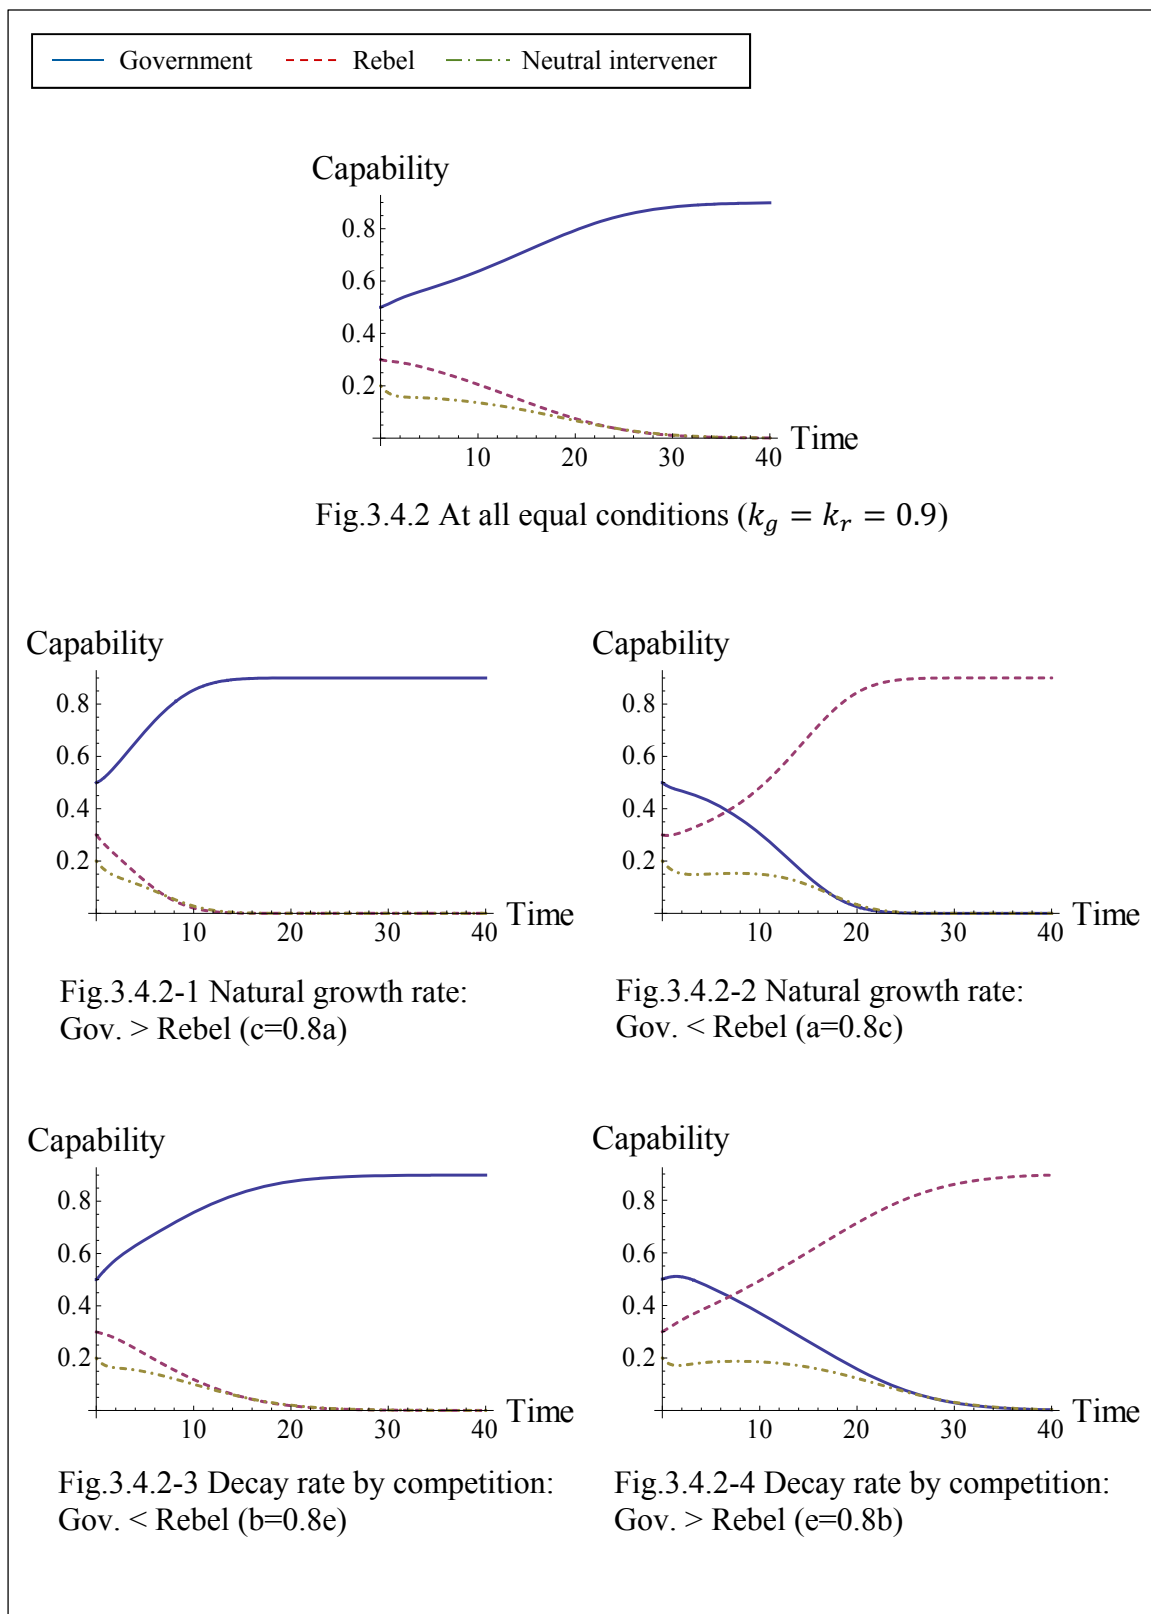 Government Rebel Neutral intervener
Capability
0.8
0.6
0.4
0.2
10 20 30 40 Time
Fig.3.4.2 At all equal conditions (k_g = k_r = 0.9)
Capability
0.8
0.6
0.4
0.2
10 20 30 40 Time
Fig.3.4.2-1 Natural growth rate:
Gov. > Rebel (c=0.8a)
Capability
0.8
0.6
0.4
0.2
10 20 30 40 Time
Fig.3.4.2-2 Natural growth rate:
Gov. < Rebel (a=0.8c)
Capability
0.8
0.6
0.4
0.2
10 20 30 40 Time
Fig.3.4.2-3 Decay rate by competition:
Gov. < Rebel (b=0.8e)
Capability
0.8
0.6
0.4
0.2
10 20 30 40 Time
Fig.3.4.2-4 Decay rate by competition:
Gov. > Rebel (e=0.8b)